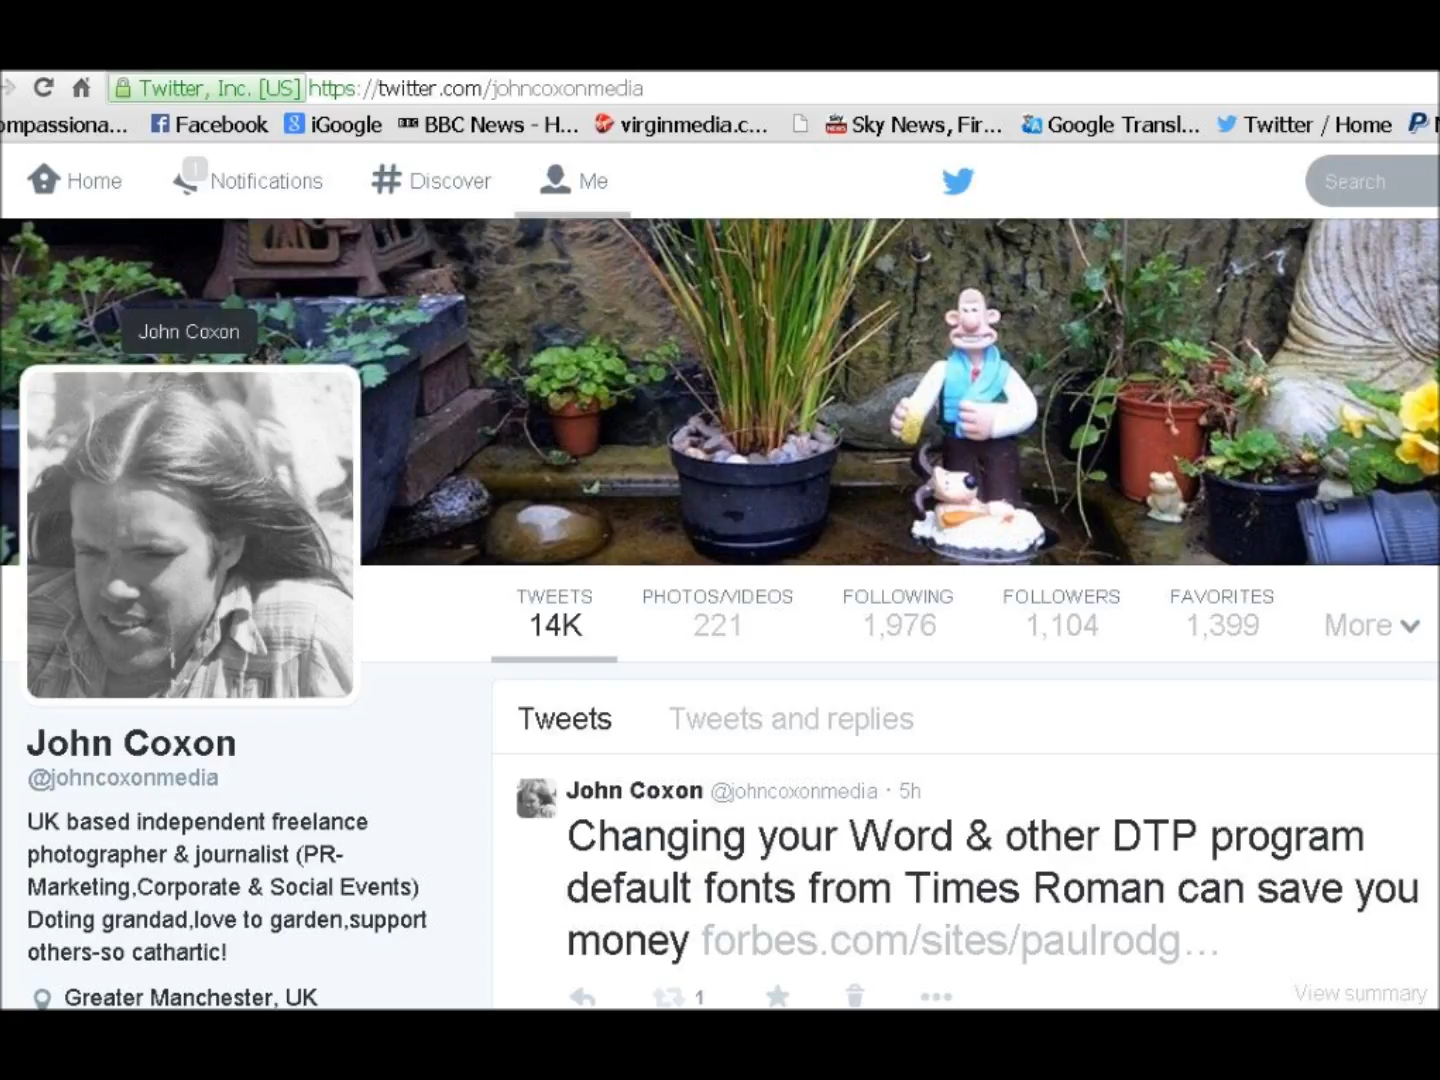 Twitter, Inc. [US] https://twitter.com/johncoxonmedia
ompassiona... Facebook iGoogle BBC News - H... virginmedia.c... Sky News, Fir... Google Transl... Twitter / Home
Home 1 Notifications Discover Me Search
John Coxon
TWEETS PHOTOS/VIDEOS FOLLOWING FOLLOWERS FAVORITES
14K 221 1,976 1,104 1,399 More
Tweets Tweets and replies
John Coxon
@johncoxonmedia
UK based independent freelance
photographer & journalist (PR-
Marketing,Corporate & Social Events)
Doting grandad,love to garden,support
others-so cathartic!
Greater Manchester, UK
John Coxon @johncoxonmedia · 5h
Changing your Word & other DTP program
default fonts from Times Roman can save you
money forbes.com/sites/paulrodg...
1
View summary